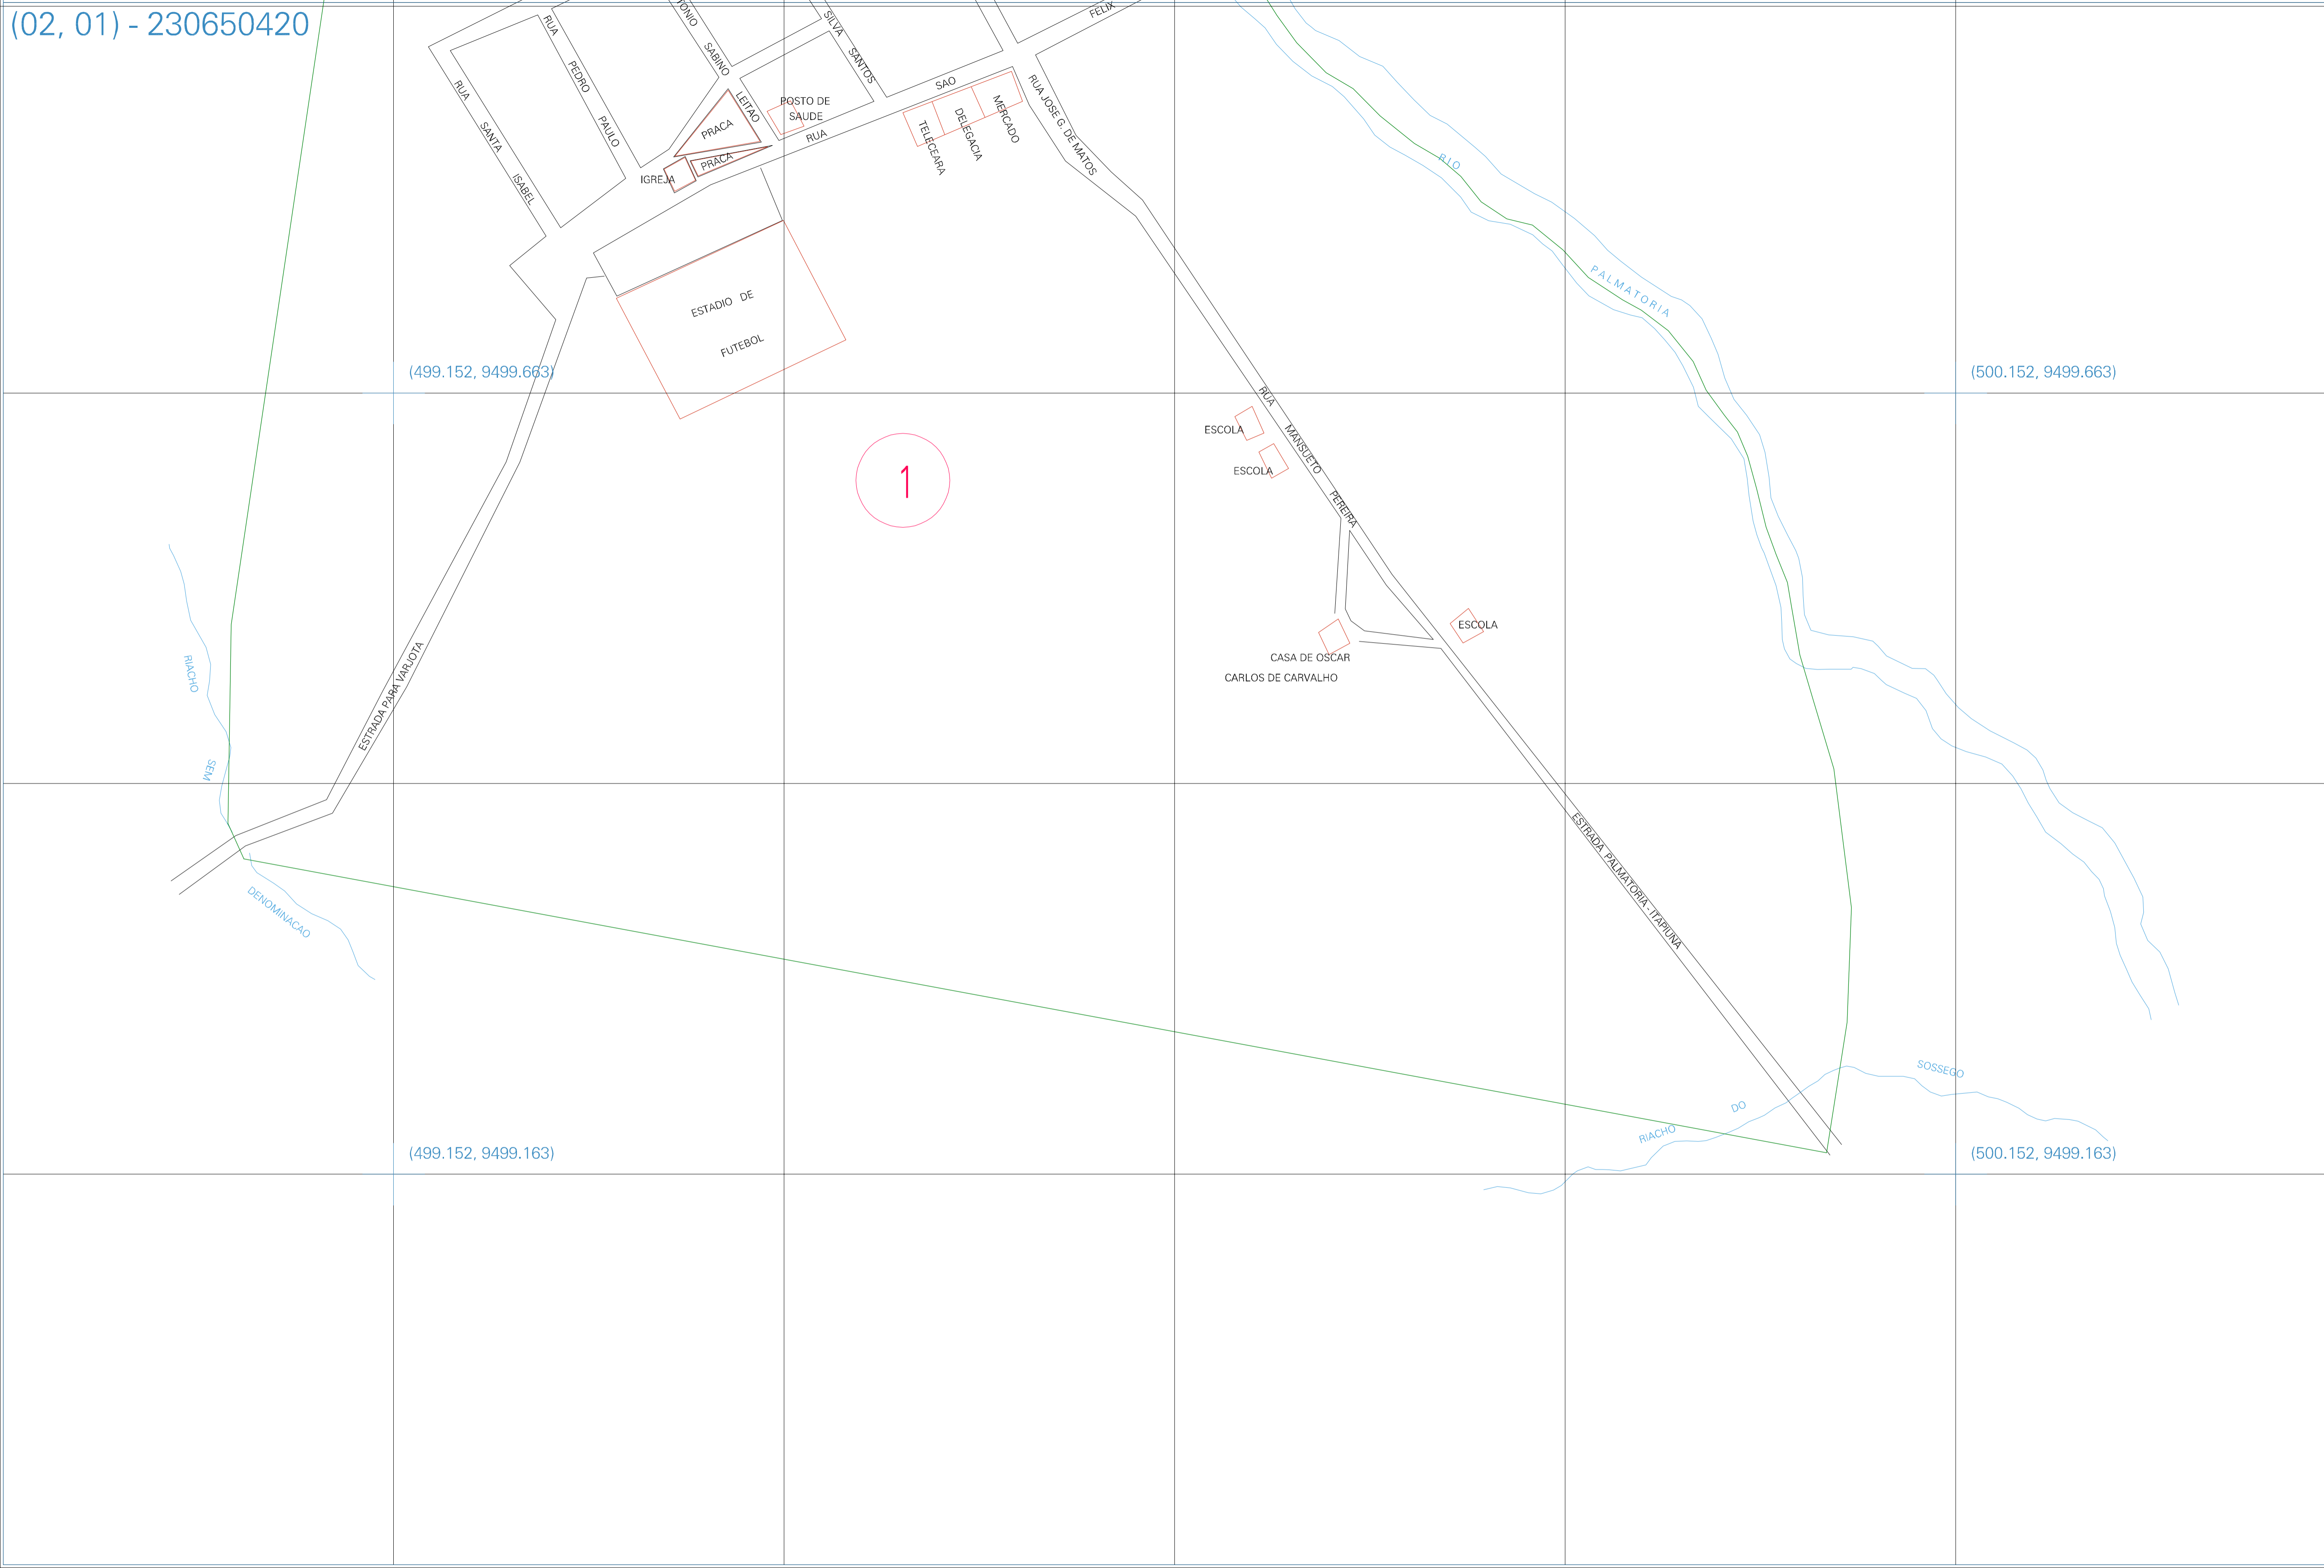 (02, 01) - 230650420
RUA
PEDRO
PAULO
TONIO
SABINO
LEITAO
SILVA
SANTOS
FELIX
RUA
SANTA
ISABEL
POSTO DE
SAUDE
PRACA
PRACA
IGREJA
RUA
SAO
TELECEARA
DELEGACIA
MERCADO
RUA JOSE G. DE MATOS
RIO
PALMATORIA
ESTADIO DE
FUTEBOL
(499.152, 9499.663)
(500.152, 9499.663)
RUA
MANSUETO
PEREIRA
ESCOLA
ESCOLA
1
ESCOLA
CASA DE OSCAR
CARLOS DE CARVALHO
ESTRADA PARA VARJOTA
RIACHO
SEM
DENOMINACAO
ESTRADA PALMATORIA - ITAPIUNA
RIACHO
DO
SOSSEGO
(499.152, 9499.163)
(500.152, 9499.163)